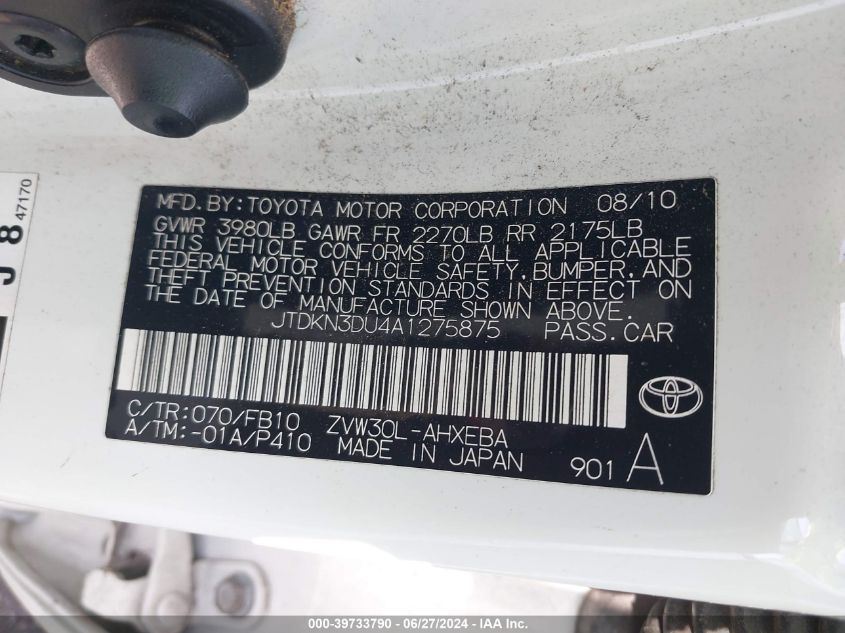 J 8 47170
MFD.BY:TOYOTA MOTOR CORPORATION 08/10
GVWR 3980LB GAWR FR 2270LB RR 2175LB
THIS VEHICLE CONFORMS TO ALL APPLICABLE
FEDERAL MOTOR VEHICLE SAFETY,BUMPER,AND
THEFT PREVENTION STANDARDS IN EFFECT ON
THE DATE OF MANUFACTURE SHOWN ABOVE.
JTDKN3DU4A1275875 PASS.CAR
C/TR:070/FB10 ZVW30L-AHXEBA
A/TM:-01A/P410 MADE IN JAPAN 901 A
000-39733790 - 06/27/2024 - IAA Inc.